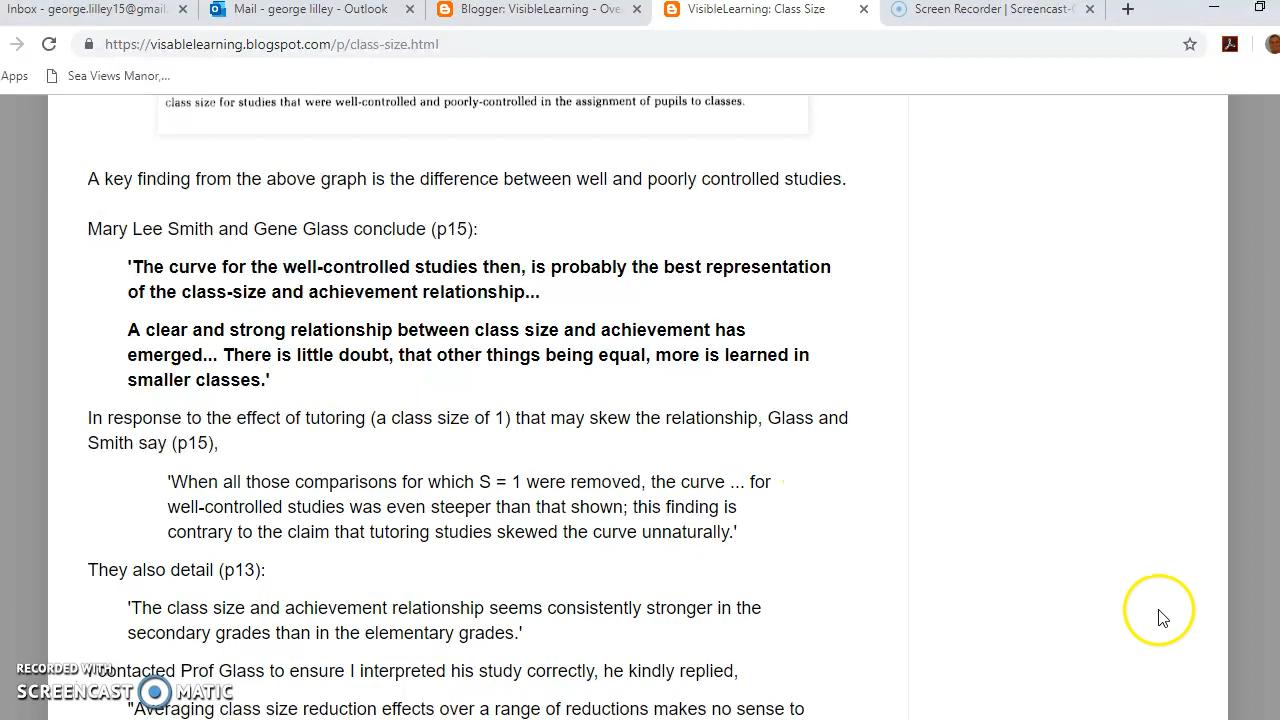 Inbox - george.lilley15@gmail.
Mail - george lilley - Outlook
Blogger: VisibleLearning - Ove
VisibleLearning: Class Size
Screen Recorder | Screencast-
https://visablelearning.blogspot.com/p/class-size.html
Apps
Sea Views Manor,...
class size for studies that were well-controlled and poorly-controlled in the assignment of pupils to classes.
A key finding from the above graph is the difference between well and poorly controlled studies.
Mary Lee Smith and Gene Glass conclude (p15):
'The curve for the well-controlled studies then, is probably the best representation
of the class-size and achievement relationship...
A clear and strong relationship between class size and achievement has
emerged... There is little doubt, that other things being equal, more is learned in
smaller classes.'
In response to the effect of tutoring (a class size of 1) that may skew the relationship, Glass and
Smith say (p15),
'When all those comparisons for which S = 1 were removed, the curve ... for
well-controlled studies was even steeper than that shown; this finding is
contrary to the claim that tutoring studies skewed the curve unnaturally.'
They also detail (p13):
'The class size and achievement relationship seems consistently stronger in the
secondary grades than in the elementary grades.'
contacted Prof Glass to ensure I interpreted his study correctly, he kindly replied,
"Averaging class size reduction effects over a range of reductions makes no sense to
RECORDED WITH
SCREENCAST MATIC